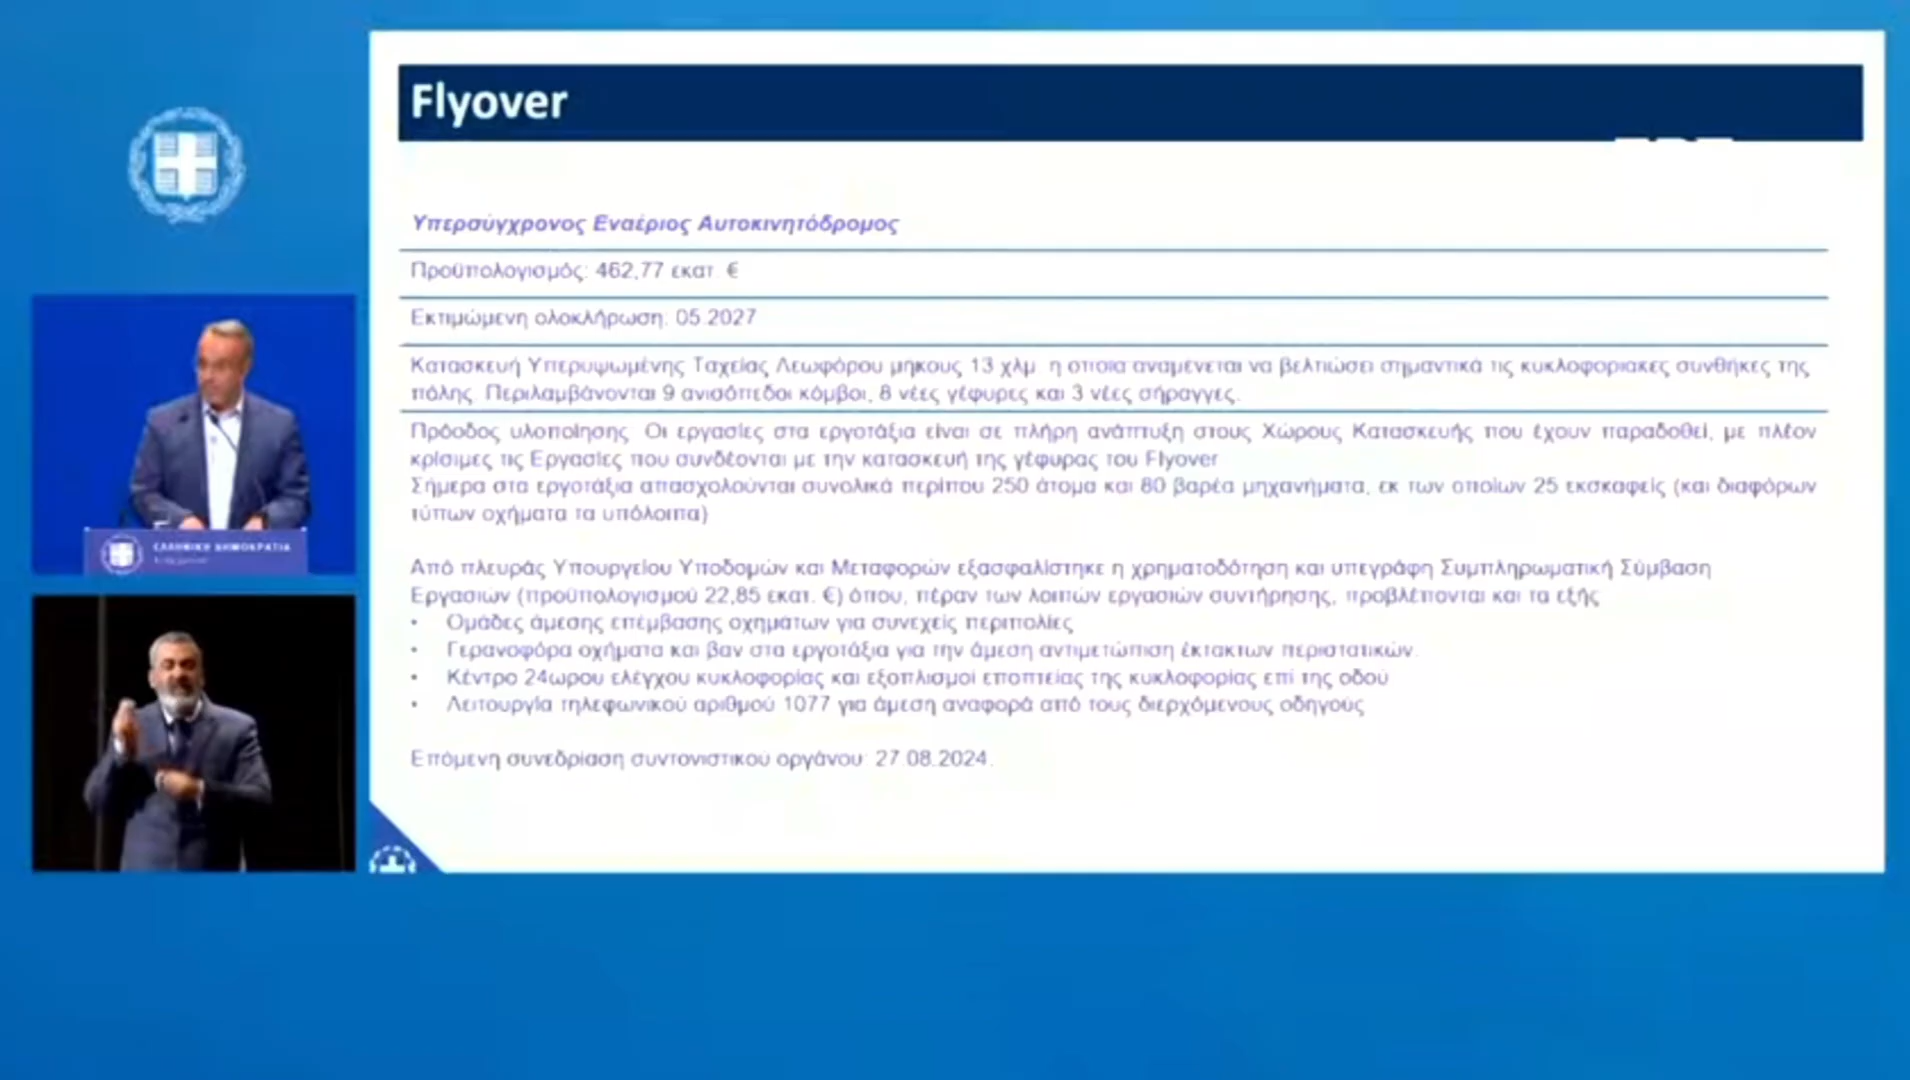 Flyover
Υπερσύγχρονος Εναέριος Αυτοκινητόδρομος
Προϋπολογισμός: 462,77 εκατ. €
Εκτιμώμενη ολοκλήρωση: 05.2027
Κατασκευή Υπερυψωμένης Ταχείας Λεωφόρου μήκους 13 χλμ. η οποία αναμένεται να βελτιώσει σημαντικά τις κυκλοφοριακές συνθήκες της
πόλης. Περιλαμβάνονται 9 ανισόπεδοι κόμβοι, 8 νέες γέφυρες και 3 νέες σήραγγες.
Πρόοδος υλοποίησης: Οι εργασίες στα εργοτάξια είναι σε πλήρη ανάπτυξη στους Χώρους Κατασκευής που έχουν παραδοθεί, με πλέον
κρίσιμες τις Εργασίες που συνδέονται με την κατασκευή της γέφυρας του Flyover
Σήμερα στα εργοτάξια απασχολούνται συνολικά περίπου 250 άτομα και 80 βαρέα μηχανήματα, εκ των οποίων 25 εκσκαφείς (και διαφόρων
τύπων οχήματα τα υπόλοιπα)
Από πλευράς Υπουργείου Υποδομών και Μεταφορών εξασφαλίστηκε η χρηματοδότηση και υπεγράφη Συμπληρωματική Σύμβαση
Εργασιών (προϋπολογισμού 22,85 εκατ. €) όπου, πέραν των λοιπών εργασιών συντήρησης, προβλέπονται και τα εξής
• Ομάδες άμεσης επέμβασης οχημάτων για συνεχείς περιπολίες
• Γερανοφόρα οχήματα και βαν στα εργοτάξια για την άμεση αντιμετώπιση έκτακτων περιστατικών.
• Κέντρο 24ωρου ελέγχου κυκλοφορίας και εξοπλισμοί εποπτείας της κυκλοφορίας επί της οδού
• Λειτουργία τηλεφωνικού αριθμού 1077 για άμεση αναφορά από τους διερχόμενους οδηγούς
Επόμενη συνεδρίαση συντονιστικού οργάνου: 27.08.2024.
ΕΛΛΗΝΙΚΗ ΔΗΜΟΚΡΑΤΙΑ